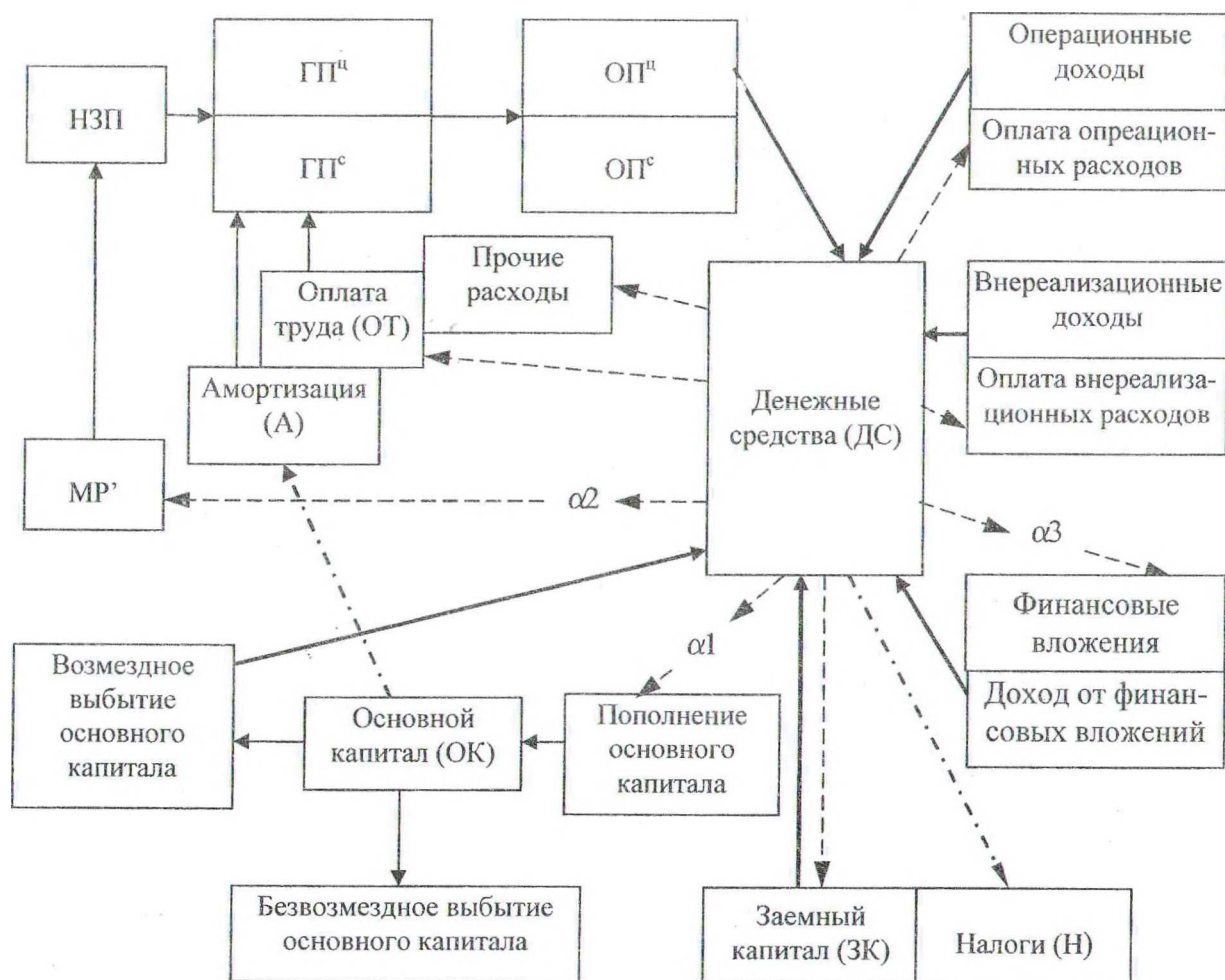 НЗП
ГПᶜ
ГПц
ОПц
ОПс
Операционные
доходы
Оплата опреацион-
ных расходов
Прочие
расходы
Оплата
труда (ОТ)
Амортизация
(А)
Денежные
средства (ДС)
Внереализационные
доходы
Оплата внереализа-
ционных расходов
МР’
α2
α3
Финансовые
вложения
Доход от финан-
совых вложений
α1
Возмездное
выбытие
основного
капитала
Основной
капитал (ОК)
Пополнение
основного
капитала
Безвозмездное выбытие
основного капитала
Заемный
капитал (ЗК)
Налоги (Н)